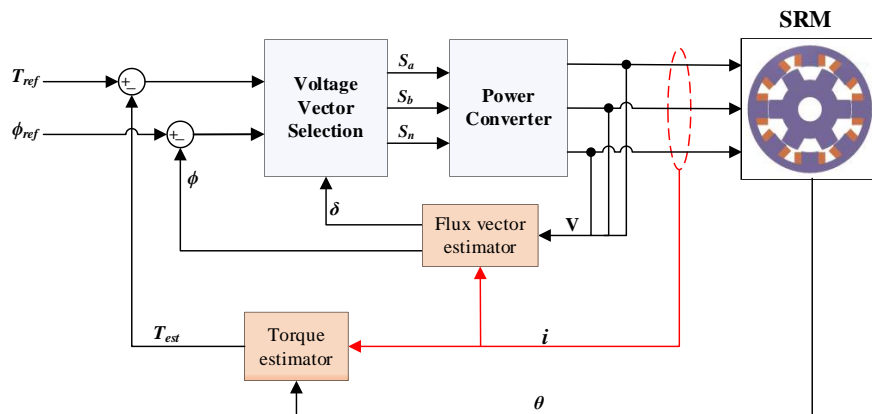 SRM
T_ref
+
−
ϕ_ref
+
−
Voltage
Vector
Selection
S_a
S_b
S_n
Power
Converter
ϕ
δ
Flux vector
estimator
V
T_est
Torque
estimator
i
θ